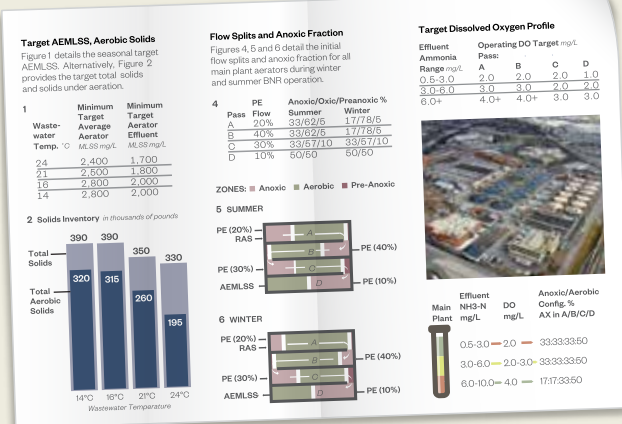 Target AEMLSS, Aerobic Solids
Figure 1 details the seasonal target
AEMLSS. Alternatively, Figure 2
provides the target total solids
and solids under aeration.
1
Waste-
water
Temp. °C
Minimum
Target
Average
Aerator
MLSS mg/L
Minimum
Target
Aerator
Effluent
MLSS mg/L
24 2,400 1,700
21 2,500 1,800
16 2,800 2,000
14 2,800 2,000
2 Solids Inventory in thousands of pounds
390 390 350 330
Total
Solids
320 315 260 195
Total
Aerobic
Solids
14°C 16°C 21°C 24°C
Wastewater Temperature
Flow Splits and Anoxic Fraction
Figures 4, 5 and 6 detail the initial
flow splits and anoxic fraction for all
main plant aerators during winter
and summer BNR operation.
4
PE Anoxic/Oxic/Preanoxic %
Pass Flow Summer Winter
A 20% 33/62/5 17/78/5
B 40% 33/62/5 17/78/5
C 30% 33/57/10 33/57/10
D 10% 50/50 50/50
ZONES: Anoxic Aerobic Pre-Anoxic
5 SUMMER
PE (20%)
RAS
A
B
PE (40%)
PE (30%)
C
AEMLSS
D
PE (10%)
6 WINTER
PE (20%)
RAS
A
B
PE (40%)
PE (30%)
C
AEMLSS
D
PE (10%)
Target Dissolved Oxygen Profile
Effluent
Ammonia
Range mg/L
Operating DO Target mg/L
Pass:
A B C D
0.5-3.0 2.0 2.0 2.0 1.0
3.0-6.0 3.0 3.0 2.0 2.0
6.0+ 4.0+ 4.0+ 3.0 3.0
Main
Plant
Effluent
NH3-N
mg/L
DO
mg/L
Anoxic/Aerobic
Config. %
AX in A/B/C/D
0.5-3.0 2.0 33:33:33:50
3.0-6.0 2.0-3.0 33:33:33:50
6.0-10.0 4.0 17:17:33:50